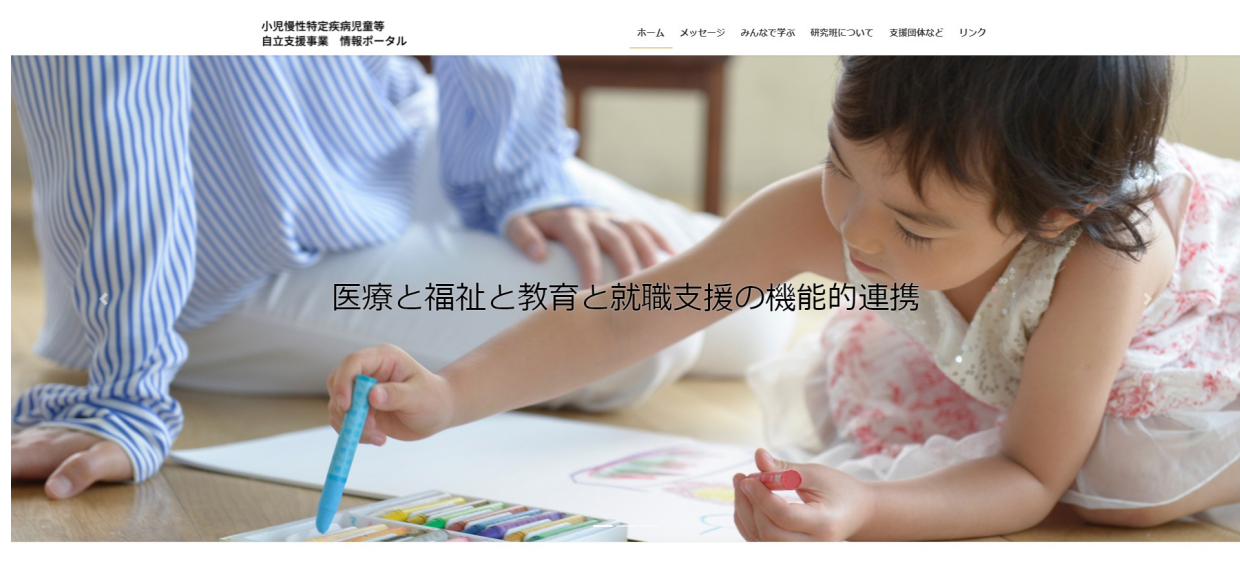 小児慢性特定疾病児童等
自立支援事業　情報ポータル
ホーム　メッセージ　みんなで学ぶ　研究班について　支援団体など　リンク
医療と福祉と教育と就職支援の機能的連携